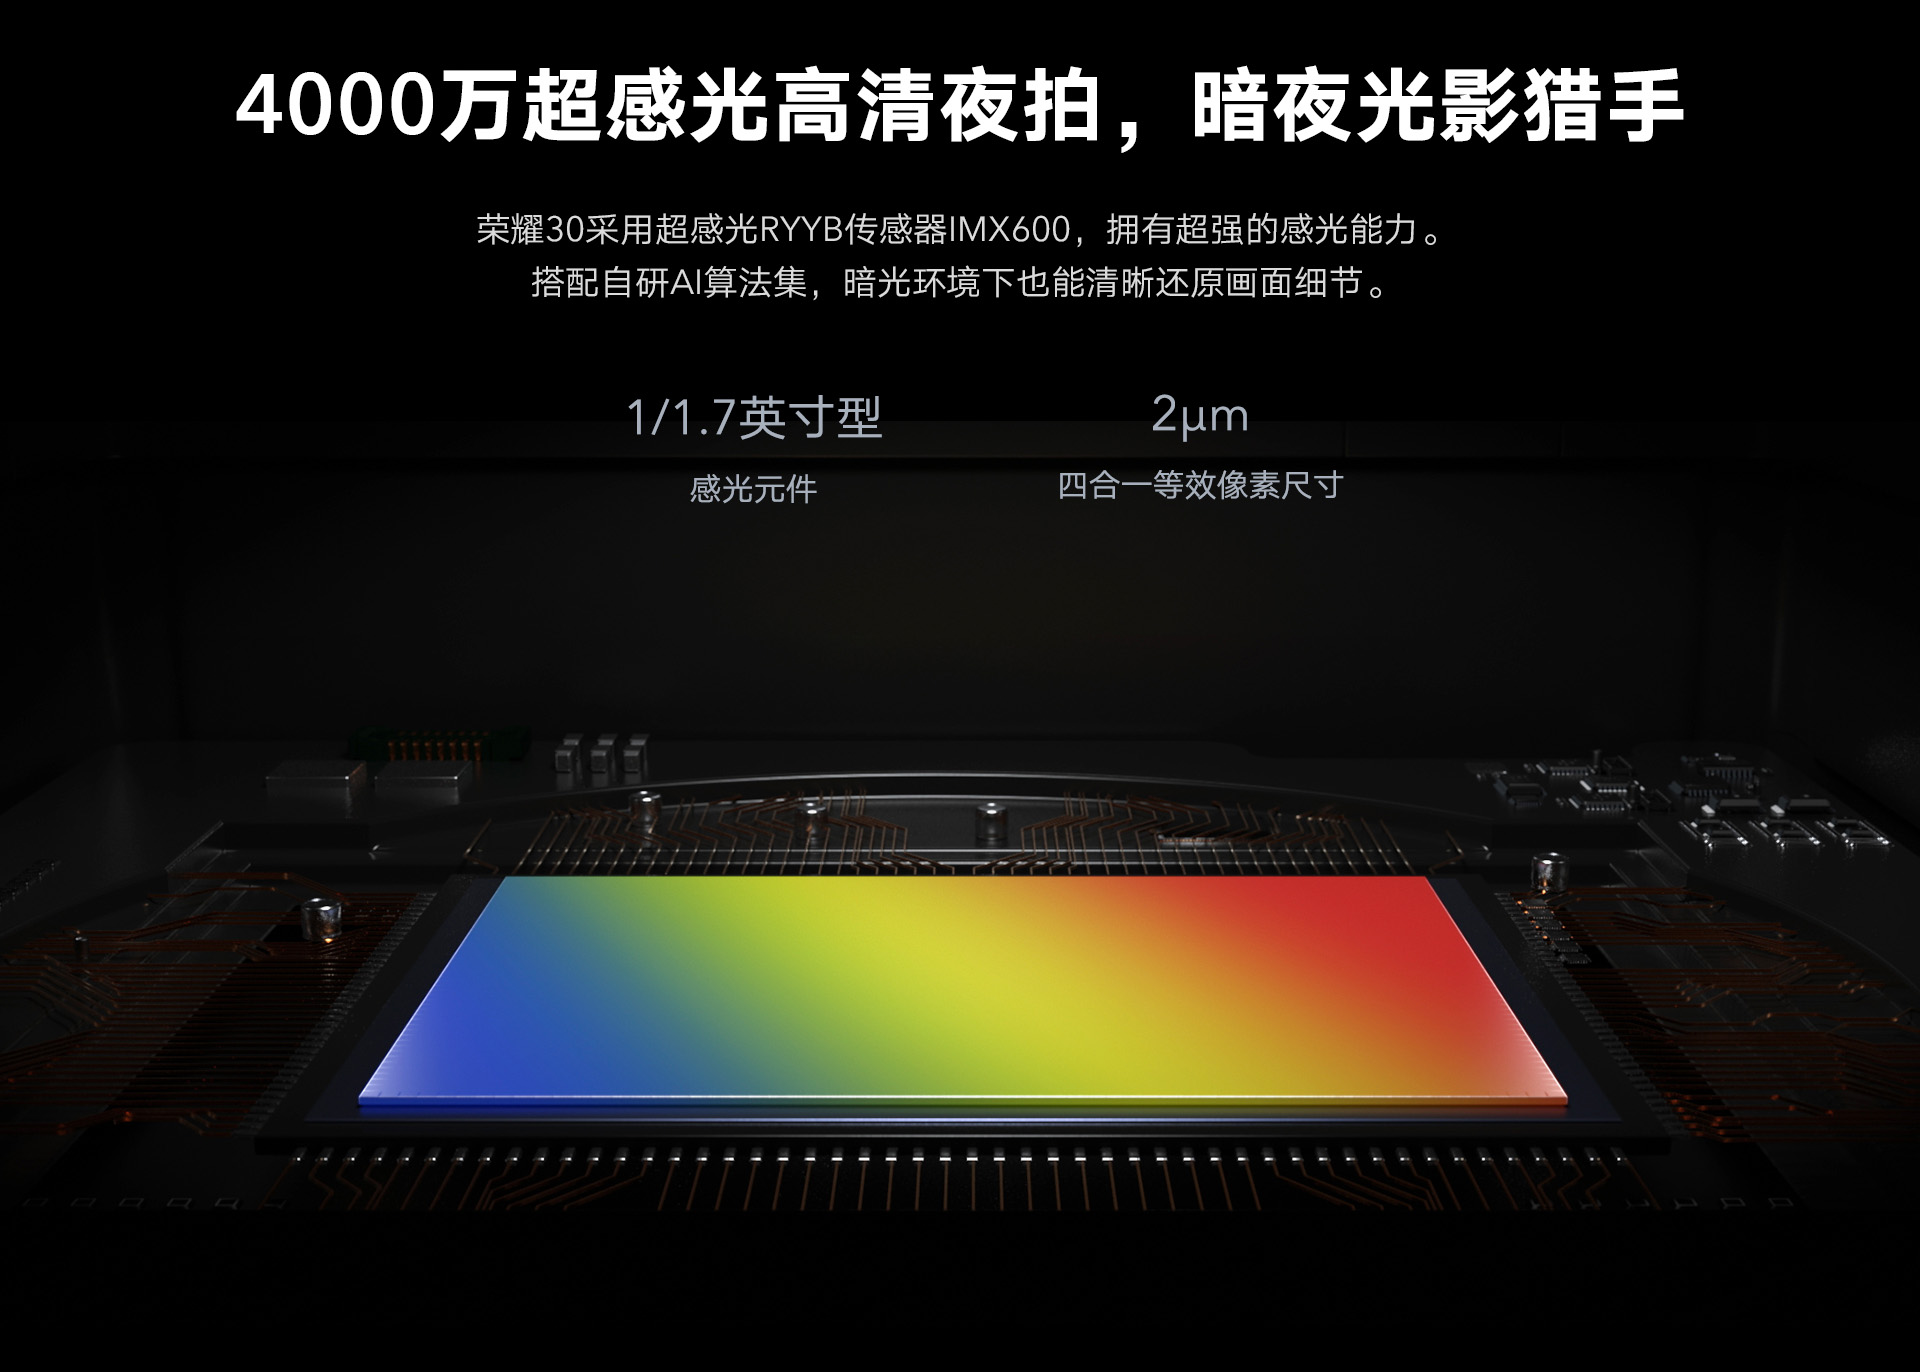 4000万超感光高清夜拍，暗夜光影猎手
荣耀30采用超感光RYYB传感器IMX600，拥有超强的感光能力。
搭配自研AI算法集，暗光环境下也能清晰还原画面细节。
1/1.7英寸型
感光元件
2μm
四合一等效像素尺寸